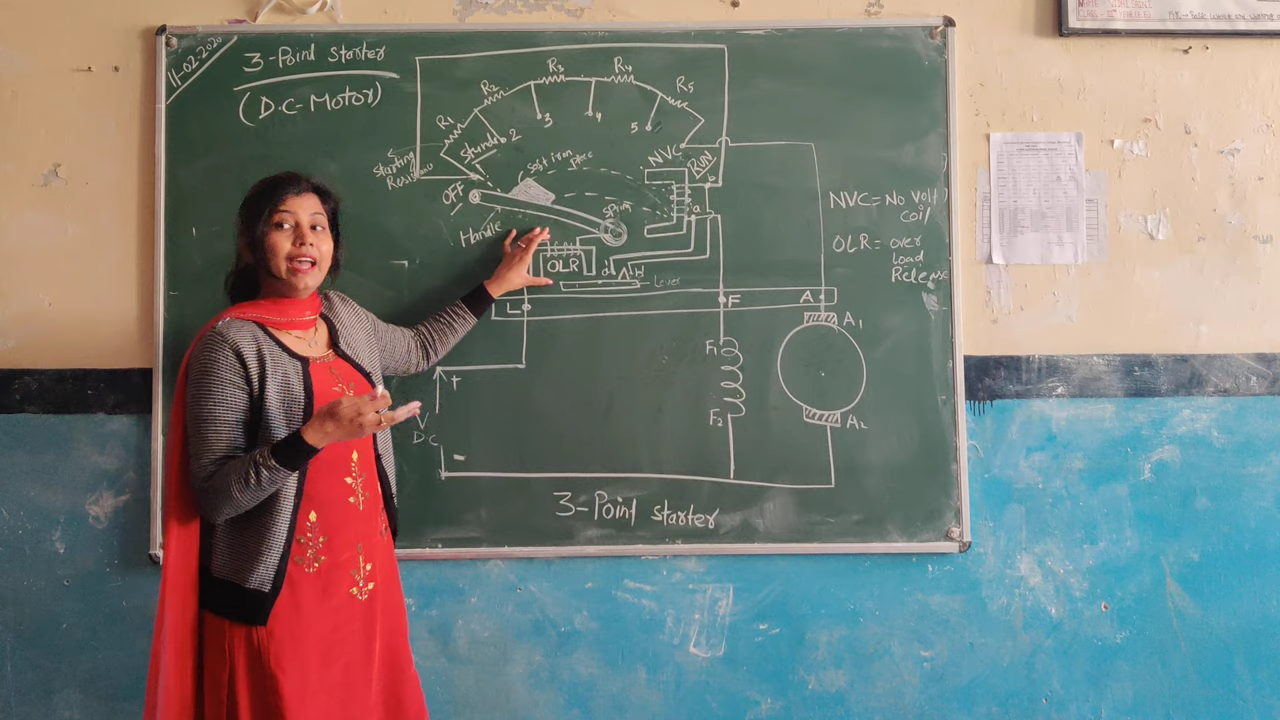 11-02-2020
3-Point Starter
(D.C-Motor)
R1
R2
R3
R4
R5
Stud
2
3
4
5
Starting
Resistance
OFF
Soft iron piece
NVC
RUN
b
a
Handle
Spring
OLR
d
Lever
L
F
A
NVC = No Volt
coil
OLR = over
load
Release
A1
F1
F2
A2
+
V
DC
-
3-Point starter